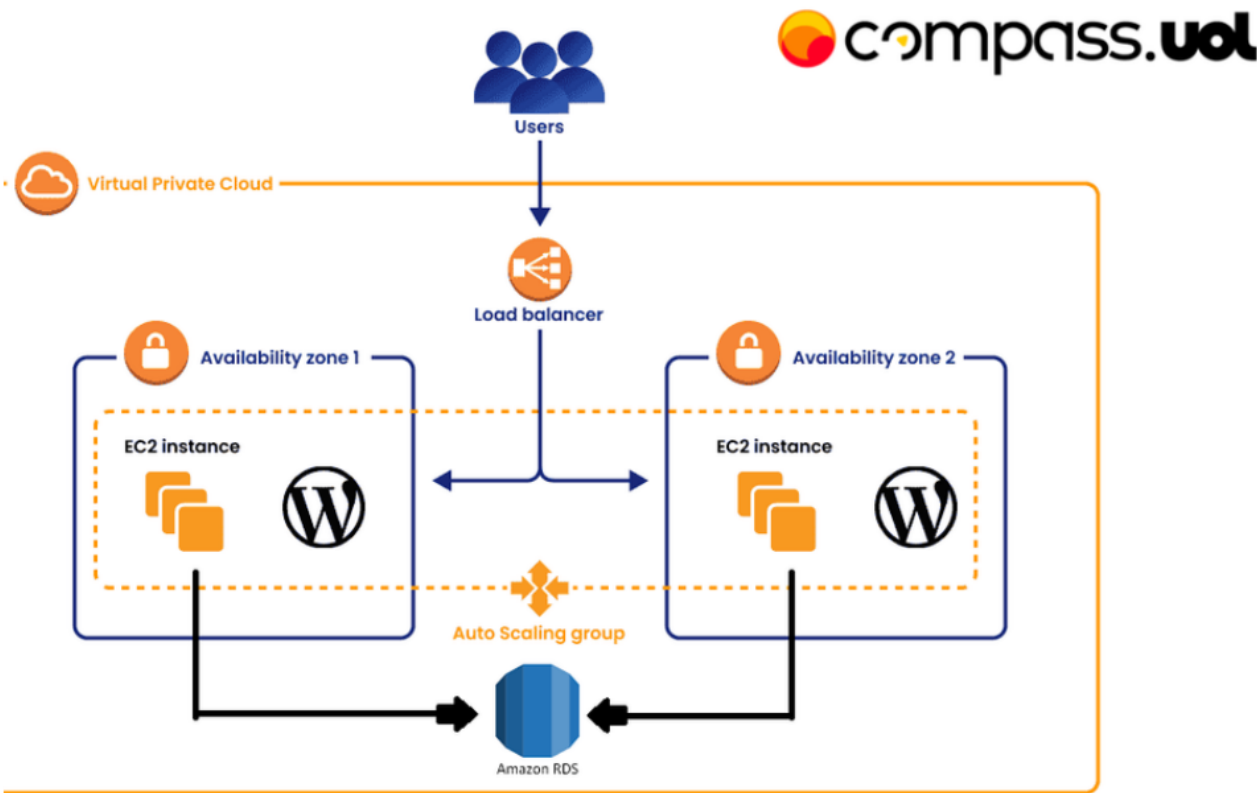 compass.uol
Users
Virtual Private Cloud
Load balancer
Availability zone 1
Availability zone 2
EC2 instance
EC2 instance
Auto Scaling group
Amazon RDS